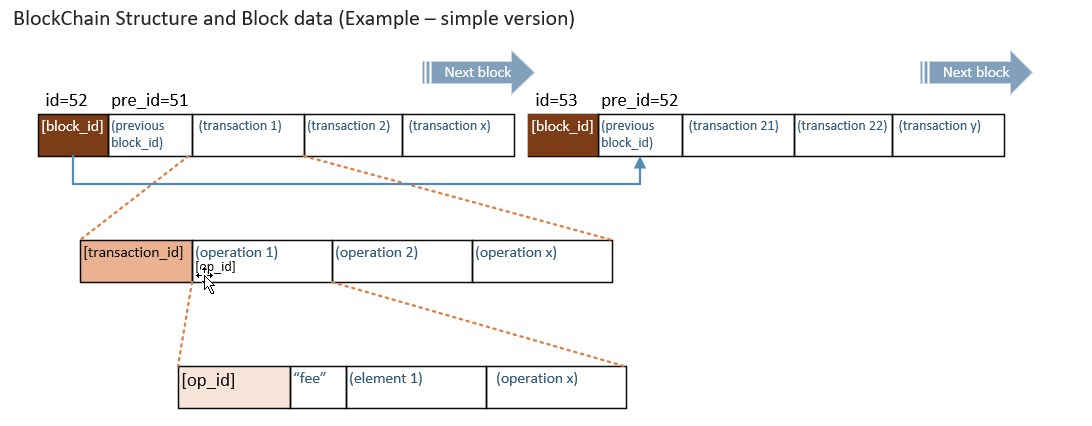 BlockChain Structure and Block data (Example – simple version)
Next block
Next block
id=52
pre_id=51
id=53
pre_id=52
[block_id]
(previous
block_id)
(transaction 1)
(transaction 2)
(transaction x)
[block_id]
(previous
block_id)
(transaction 21)
(transaction 22)
(transaction y)
[transaction_id]
(operation 1)
[op_id]
(operation 2)
(operation x)
[op_id]
“fee”
(element 1)
(operation x)